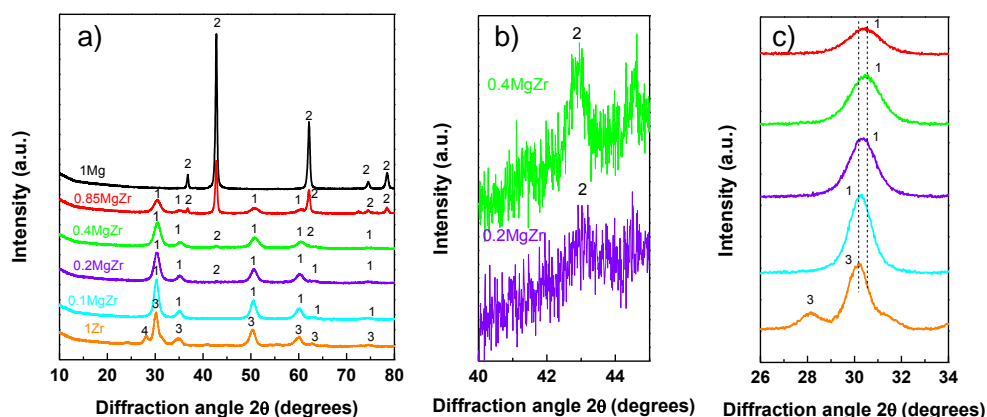 a)
2
2
2
2
2
1Mg
1
1
2
1
1
2
2
2
0.85MgZr
1
1
2
1
1
2
1
0.4MgZr
1
1
2
1
1
1
1
0.2MgZr
1
1
1
1
1
1
0.1MgZr
3
4
3
3
3
3
3
1Zr
10 20 30 40 50 60 70 80
Intensity (a.u.)
Diffraction angle 2θ (degrees)
b)
2
0.4MgZr
2
0.2MgZr
40 42 44
Intensity (a.u.)
Diffraction angle 2θ (degrees)
c)
1
1
1
1
3
3
26 28 30 32 34
Intensity (a.u.)
Diffraction angle 2θ (degrees)